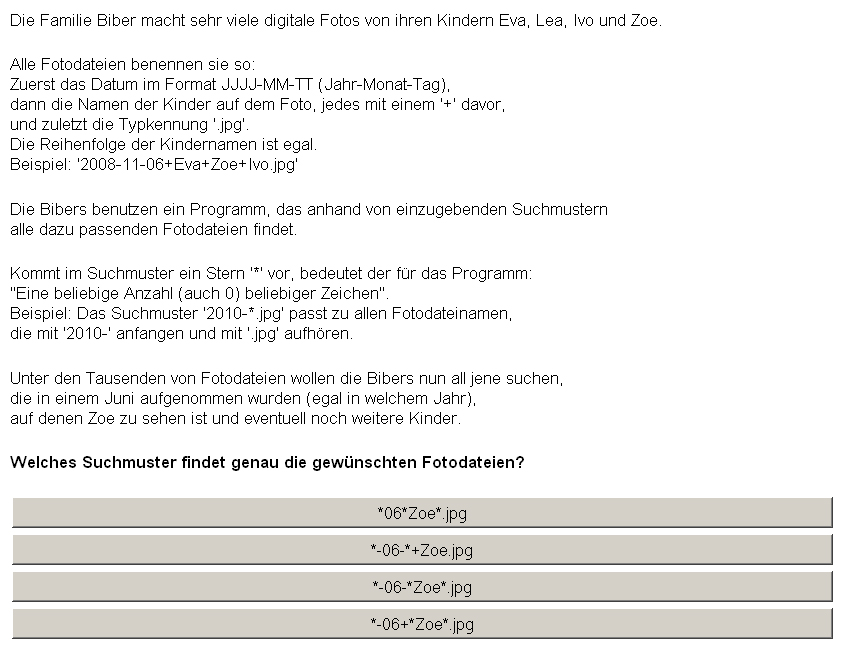 Die Familie Biber macht sehr viele digitale Fotos von ihren Kindern Eva, Lea, Ivo und Zoe.
Alle Fotodateien benennen sie so:
Zuerst das Datum im Format JJJJ-MM-TT (Jahr-Monat-Tag),
dann die Namen der Kinder auf dem Foto, jedes mit einem '+' davor,
und zuletzt die Typkennung '.jpg'.
Die Reihenfolge der Kindernamen ist egal.
Beispiel: '2008-11-06+Eva+Zoe+Ivo.jpg'
Die Bibers benutzen ein Programm, das anhand von einzugebenden Suchmustern
alle dazu passenden Fotodateien findet.
Kommt im Suchmuster ein Stern '*' vor, bedeutet der für das Programm:
"Eine beliebige Anzahl (auch 0) beliebiger Zeichen".
Beispiel: Das Suchmuster '2010-*.jpg' passt zu allen Fotodateinamen,
die mit '2010-' anfangen und mit '.jpg' aufhören.
Unter den Tausenden von Fotodateien wollen die Bibers nun all jene suchen,
die in einem Juni aufgenommen wurden (egal in welchem Jahr),
auf denen Zoe zu sehen ist und eventuell noch weitere Kinder.
Welches Suchmuster findet genau die gewünschten Fotodateien?
*06*Zoe*.jpg
*-06-*+Zoe.jpg
*-06-*Zoe*.jpg
*-06+*Zoe*.jpg